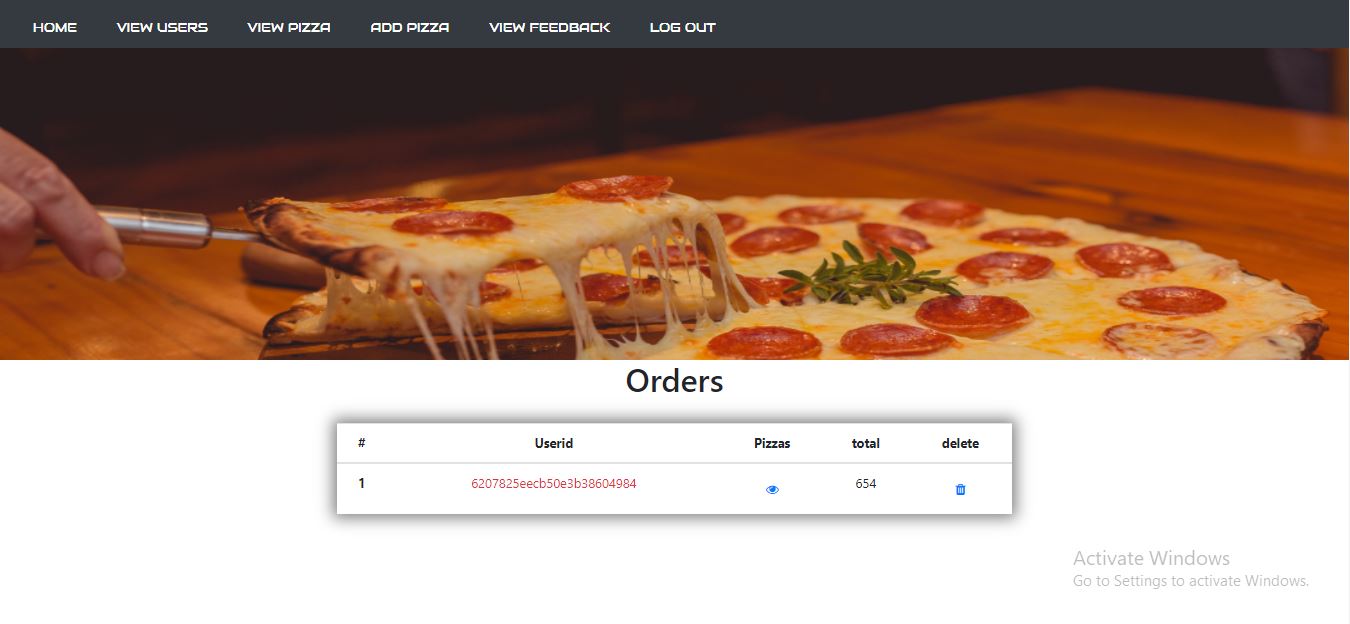 HOME VIEW USERS VIEW PIZZA ADD PIZZA VIEW FEEDBACK LOG OUT
Orders
# Userid Pizzas total delete
1 6207825eecb50e3b38604984 654
Activate Windows
Go to Settings to activate Windows.